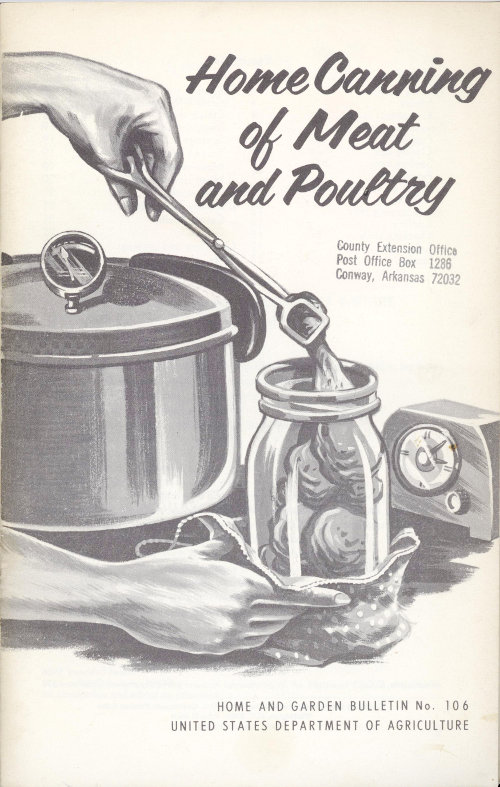 Home Canning
of Meat
and Poultry
County Extension Office
Post Office Box 1286
Conway, Arkansas 72032
HOME AND GARDEN BULLETIN No. 106
UNITED STATES DEPARTMENT OF AGRICULTURE